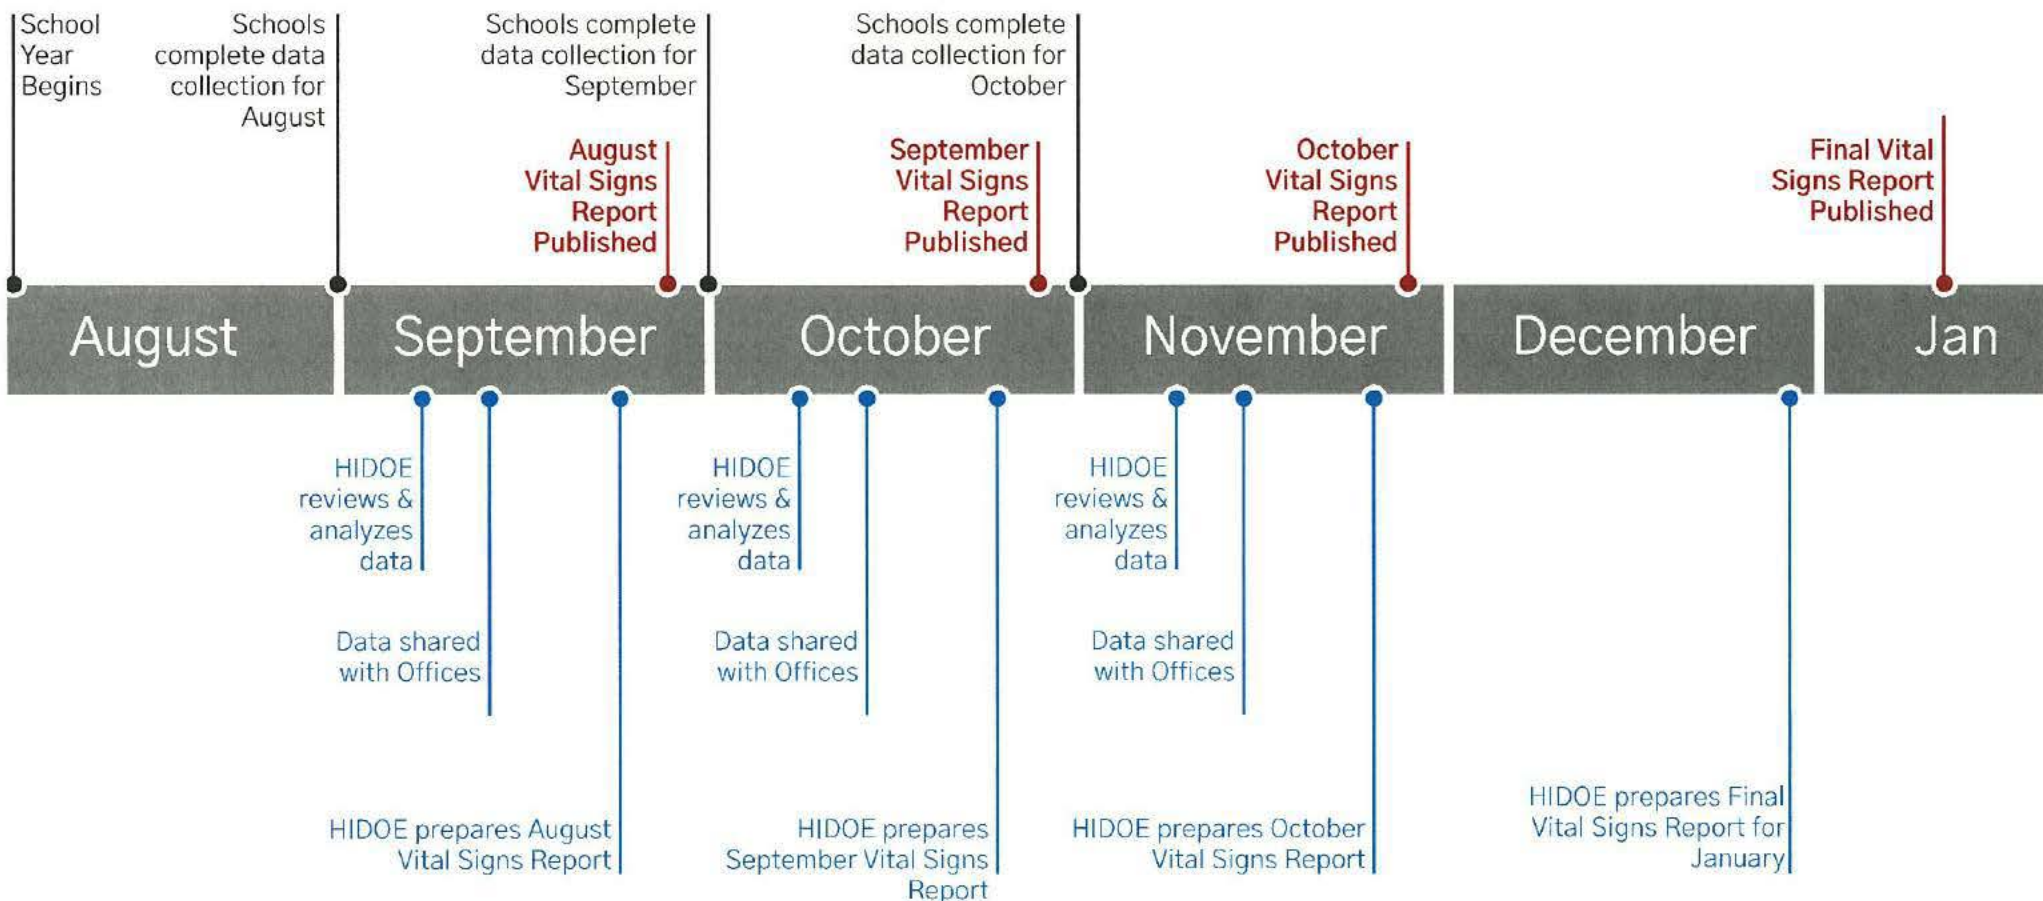 School
Year
Begins
Schools
complete data
collection for
August
Schools complete
data collection for
September
Schools complete
data collection for
October
August
Vital Signs
Report
Published
September
Vital Signs
Report
Published
October
Vital Signs
Report
Published
Final Vital
Signs Report
Published
August
September
October
November
December
Jan
HIDOE
reviews &
analyzes
data
HIDOE
reviews &
analyzes
data
HIDOE
reviews &
analyzes
data
Data shared
with Offices
Data shared
with Offices
Data shared
with Offices
HIDOE prepares August
Vital Signs Report
HIDOE prepares
September Vital Signs
Report
HIDOE prepares October
Vital Signs Report
HIDOE prepares Final
Vital Signs Report for
January